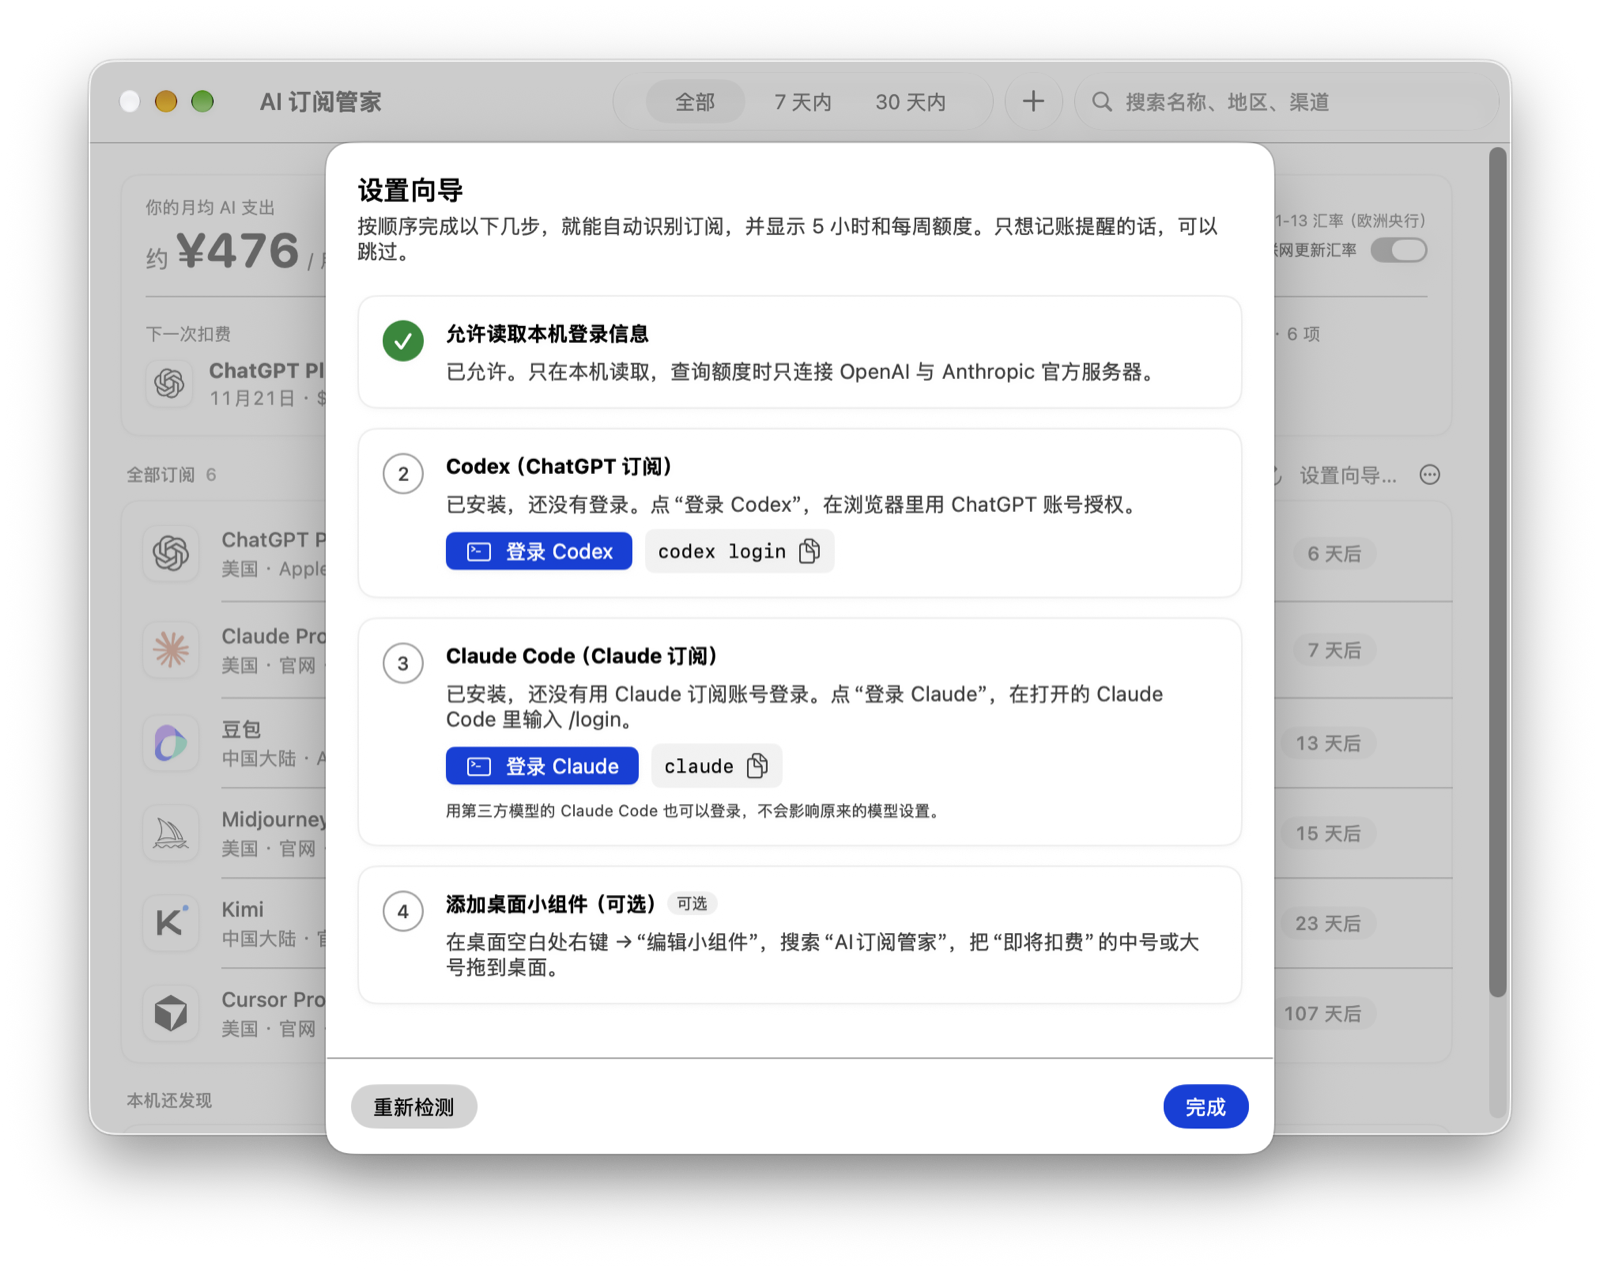 AI 订阅管家
全部
7 天内
30 天内
搜索名称、地区、渠道
你的月均 AI 支出
约 ¥476 /
下一次扣费
ChatGPT Pl
11月21日 · $
1-13 汇率 (欧洲央行)
网更新汇率
· 6 项
全部订阅 6
设置向导...
ChatGPT P
美国 · Apple
6 天后
Claude Pro
美国 · 官网
7 天后
豆包
中国大陆 · A
13 天后
Midjourney
美国 · 官网
15 天后
Kimi
中国大陆 ·
23 天后
Cursor Pro
美国 · 官网
107 天后
本机还发现
设置向导
按顺序完成以下几步，就能自动识别订阅，并显示 5 小时和每周额度。只想记账提醒的话，可以
跳过。
允许读取本机登录信息
已允许。只在本机读取，查询额度时只连接 OpenAI 与 Anthropic 官方服务器。
2
Codex（ChatGPT 订阅）
已安装，还没有登录。点“登录 Codex”，在浏览器里用 ChatGPT 账号授权。
登录 Codex
codex login
3
Claude Code（Claude 订阅）
已安装，还没有用 Claude 订阅账号登录。点“登录 Claude”，在打开的 Claude
Code 里输入 /login。
登录 Claude
claude
用第三方模型的 Claude Code 也可以登录，不会影响原来的模型设置。
4
添加桌面小组件（可选） 可选
在桌面空白处右键 →“编辑小组件”，搜索“AI订阅管家”，把“即将扣费”的中号或大
号拖到桌面。
重新检测
完成